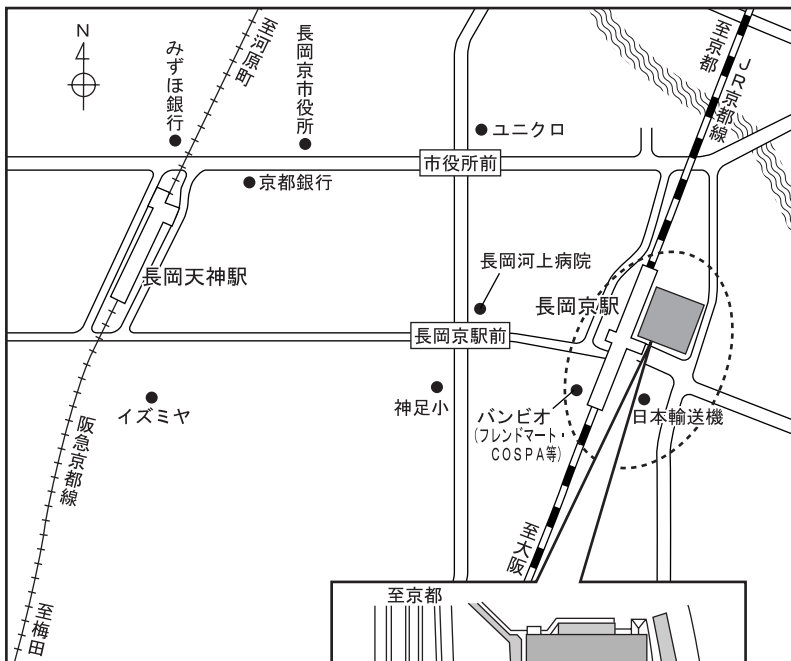 N
みずほ銀行
至河原町
長岡京市役所
ユニクロ
至京都
JR京都線
市役所前
京都銀行
長岡天神駅
長岡河上病院
長岡京駅
長岡京駅前
イズミヤ
神足小
バンビオ
(フレンドマート・
COSPA等)
日本輸送機
阪急京都線
至大阪
至梅田
至京都